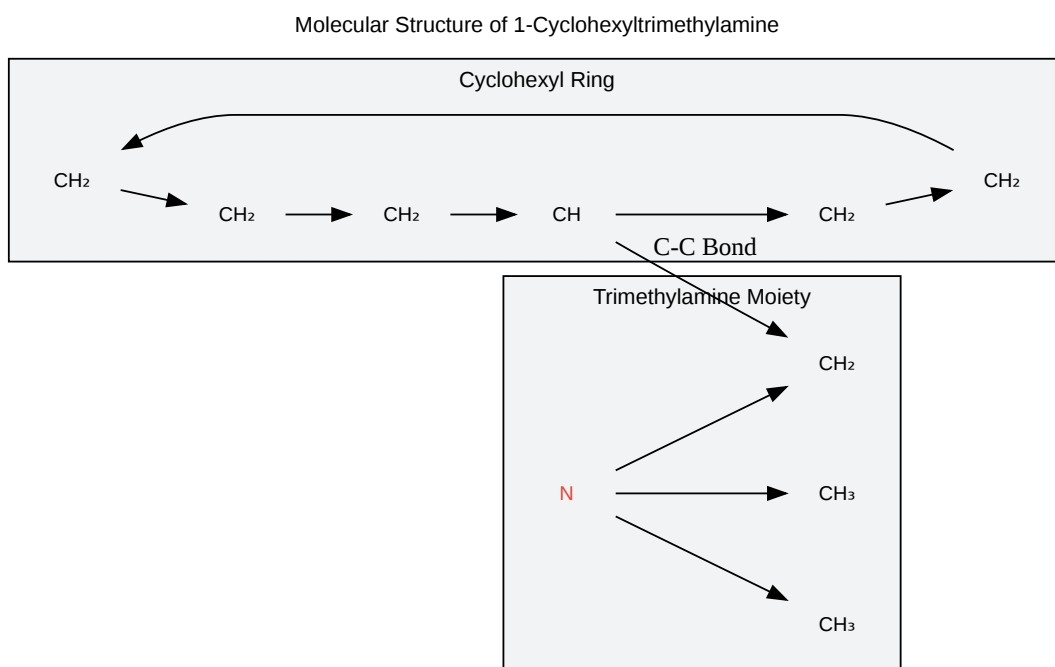 Molecular Structure of 1-Cyclohexyltrimethylamine
Cyclohexyl Ring
CH₂
CH₂
CH₂
CH₂
CH
CH₂
C-C Bond
Trimethylamine Moiety
CH₂
N
CH₃
CH₃